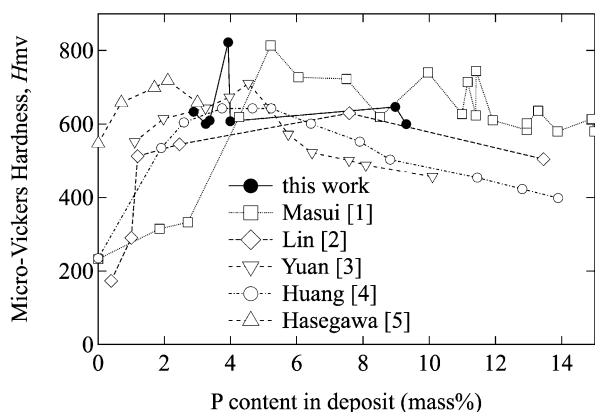 Micro-Vickers Hardness, Hmv
800
600
400
200
0
this work
Masui [1]
Lin [2]
Yuan [3]
Huang [4]
Hasegawa [5]
0 2 4 6 8 10 12 14
P content in deposit (mass%)